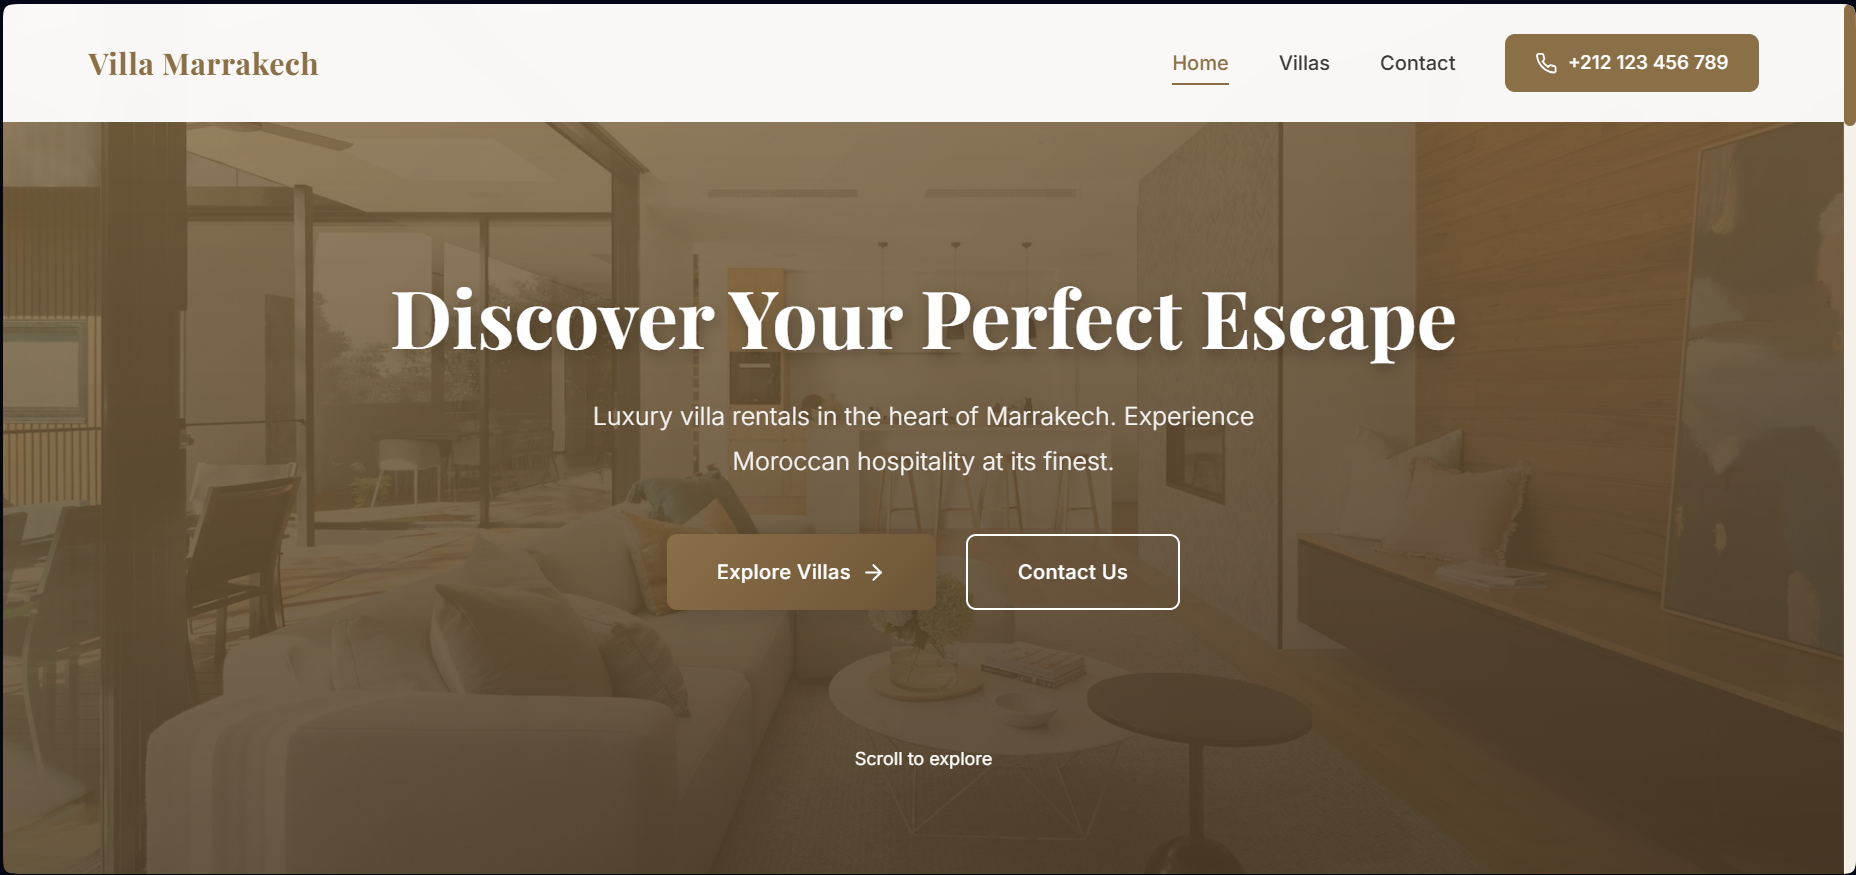 Villa Marrakech
Home
Villas
Contact
+212 123 456 789
Discover Your Perfect Escape
Luxury villa rentals in the heart of Marrakech. Experience
Moroccan hospitality at its finest.
Explore Villas
Contact Us
Scroll to explore